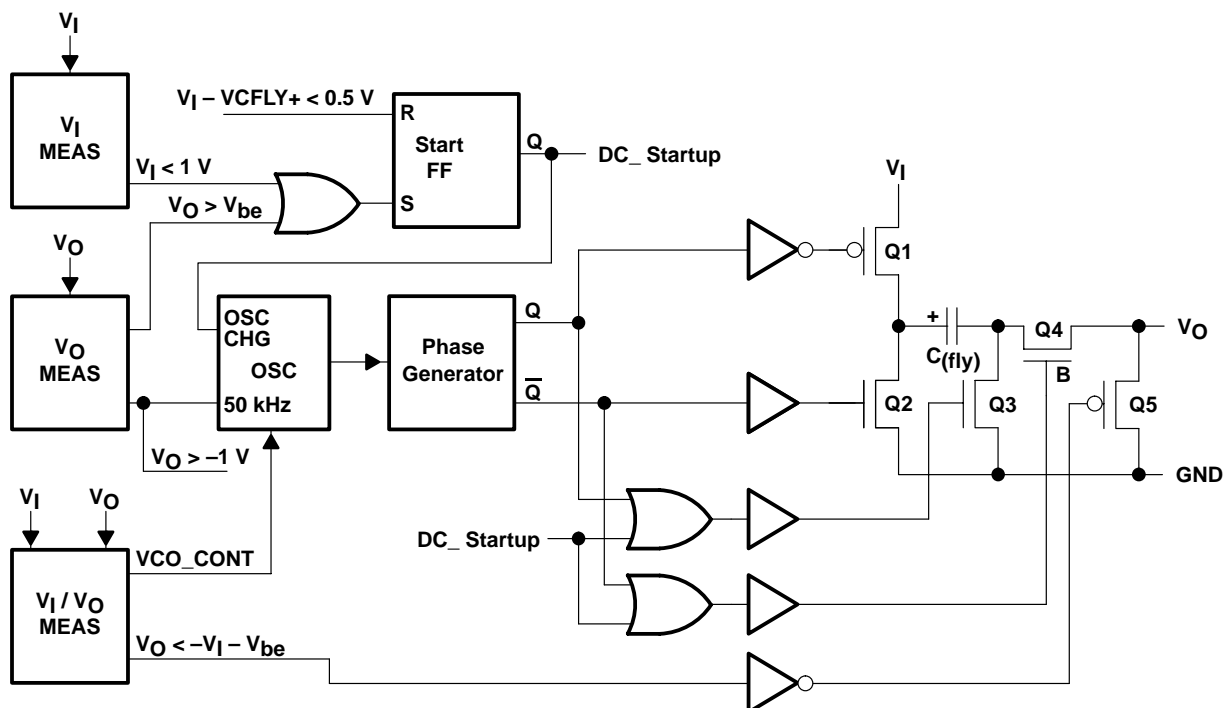 VI
VI
MEAS
VI – VCFLY+ < 0.5 V
R
Start
FF
S
Q
DC_ Startup
VI < 1 V
VO > Vbe
VO
VO
MEAS
OSC
CHG
OSC
50 kHz
VO > –1 V
Phase
Generator
Q
Q̅
VI
Q1
+
C(fly)
Q4
B
VO
Q2
Q3
Q5
GND
DC_ Startup
VI
VO
VCO_CONT
VI / VO
MEAS
VO < –VI – Vbe